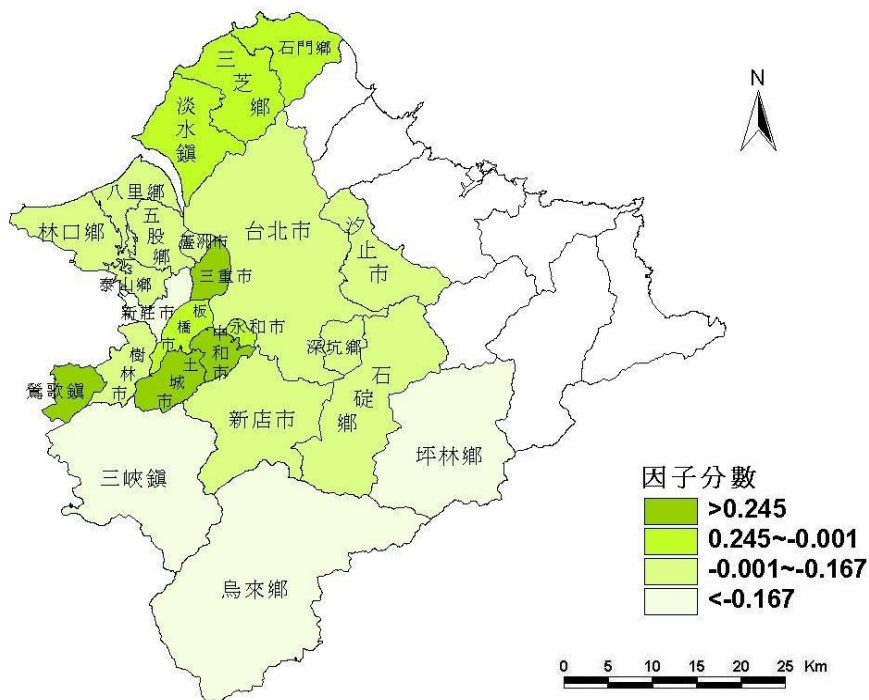 石門鄉
三芝鄉
淡水鎮
N
八里鄉
林口鄉
五股鄉
台北市
汐止市
蘆洲市
三重市
泰山鄉
新莊市
板橋市
永和市
中和市
深坑鄉
樹林市
土城市
鶯歌鎮
石碇鄉
新店市
坪林鄉
三峽鎮
烏來鄉
因子分數
>0.245
0.245~-0.001
-0.001~-0.167
<-0.167
0 5 10 15 20 25 Km